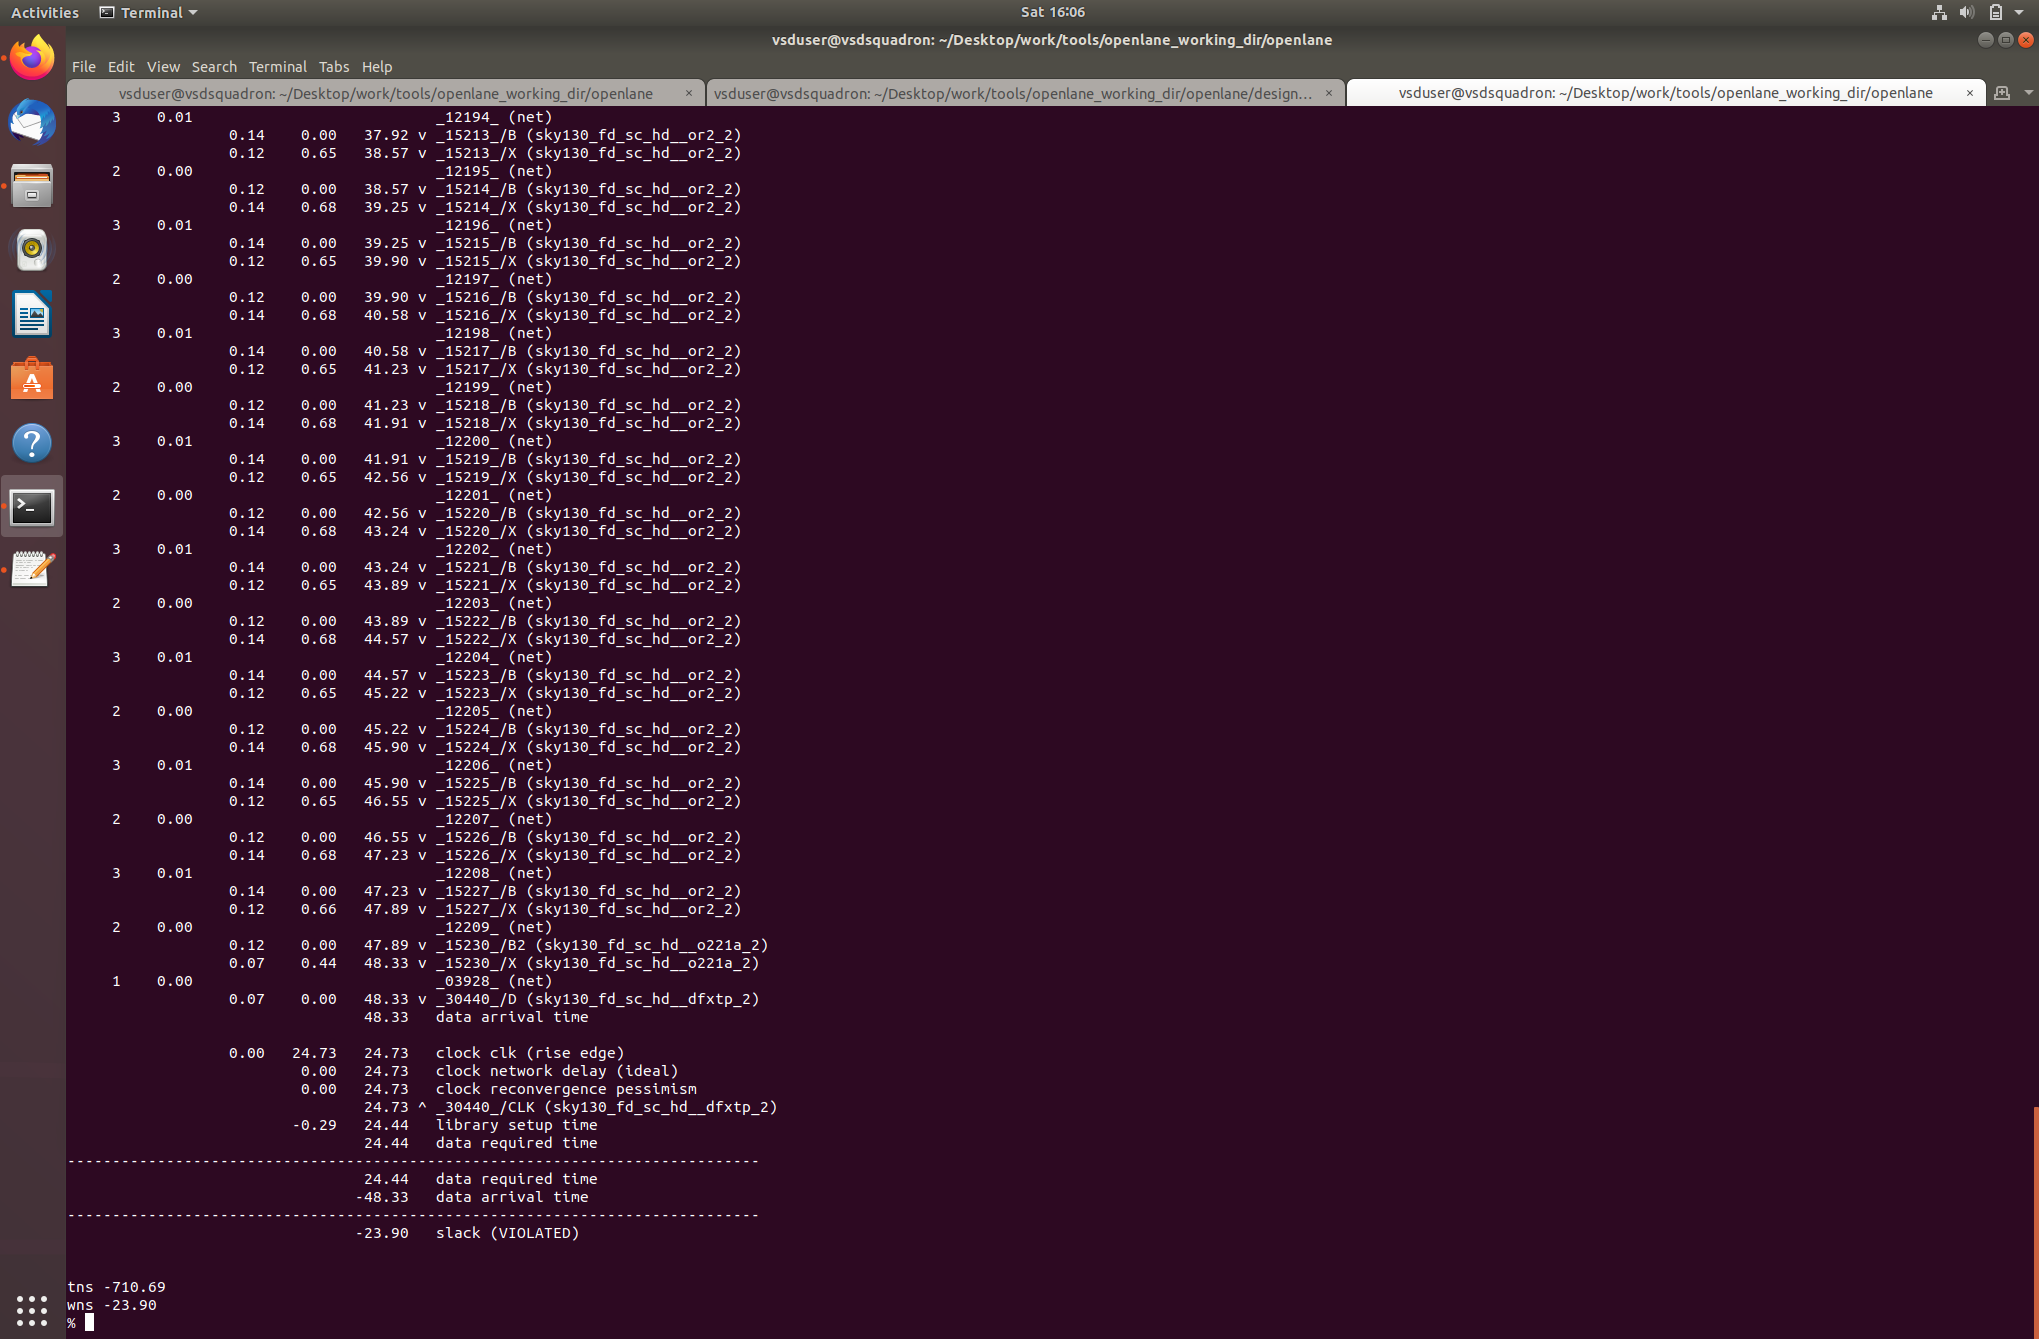 Activities Terminal Sat 16:06
vsduser@vsdsquadron: ~/Desktop/work/tools/openlane_working_dir/openlane
File Edit View Search Terminal Tabs Help
vsduser@vsdsquadron: ~/Desktop/work/tools/openlane_working_dir/openlane × vsduser@vsdsquadron: ~/Desktop/work/tools/openlane_working_dir/openlane/design... × vsduser@vsdsquadron: ~/Desktop/work/tools/openlane_working_dir/openlane ×
3 0.01 _12194_ (net)
0.14 0.00 37.92 v _15213_/B (sky130_fd_sc_hd__or2_2)
0.12 0.65 38.57 v _15213_/X (sky130_fd_sc_hd__or2_2)
2 0.00 _12195_ (net)
0.12 0.00 38.57 v _15214_/B (sky130_fd_sc_hd__or2_2)
0.14 0.68 39.25 v _15214_/X (sky130_fd_sc_hd__or2_2)
3 0.01 _12196_ (net)
0.14 0.00 39.25 v _15215_/B (sky130_fd_sc_hd__or2_2)
0.12 0.65 39.90 v _15215_/X (sky130_fd_sc_hd__or2_2)
2 0.00 _12197_ (net)
0.12 0.00 39.90 v _15216_/B (sky130_fd_sc_hd__or2_2)
0.14 0.68 40.58 v _15216_/X (sky130_fd_sc_hd__or2_2)
3 0.01 _12198_ (net)
0.14 0.00 40.58 v _15217_/B (sky130_fd_sc_hd__or2_2)
0.12 0.65 41.23 v _15217_/X (sky130_fd_sc_hd__or2_2)
2 0.00 _12199_ (net)
0.12 0.00 41.23 v _15218_/B (sky130_fd_sc_hd__or2_2)
0.14 0.68 41.91 v _15218_/X (sky130_fd_sc_hd__or2_2)
3 0.01 _12200_ (net)
0.14 0.00 41.91 v _15219_/B (sky130_fd_sc_hd__or2_2)
0.12 0.65 42.56 v _15219_/X (sky130_fd_sc_hd__or2_2)
2 0.00 _12201_ (net)
0.12 0.00 42.56 v _15220_/B (sky130_fd_sc_hd__or2_2)
0.14 0.68 43.24 v _15220_/X (sky130_fd_sc_hd__or2_2)
3 0.01 _12202_ (net)
0.14 0.00 43.24 v _15221_/B (sky130_fd_sc_hd__or2_2)
0.12 0.65 43.89 v _15221_/X (sky130_fd_sc_hd__or2_2)
2 0.00 _12203_ (net)
0.12 0.00 43.89 v _15222_/B (sky130_fd_sc_hd__or2_2)
0.14 0.68 44.57 v _15222_/X (sky130_fd_sc_hd__or2_2)
3 0.01 _12204_ (net)
0.14 0.00 44.57 v _15223_/B (sky130_fd_sc_hd__or2_2)
0.12 0.65 45.22 v _15223_/X (sky130_fd_sc_hd__or2_2)
2 0.00 _12205_ (net)
0.12 0.00 45.22 v _15224_/B (sky130_fd_sc_hd__or2_2)
0.14 0.68 45.90 v _15224_/X (sky130_fd_sc_hd__or2_2)
3 0.01 _12206_ (net)
0.14 0.00 45.90 v _15225_/B (sky130_fd_sc_hd__or2_2)
0.12 0.65 46.55 v _15225_/X (sky130_fd_sc_hd__or2_2)
2 0.00 _12207_ (net)
0.12 0.00 46.55 v _15226_/B (sky130_fd_sc_hd__or2_2)
0.14 0.68 47.23 v _15226_/X (sky130_fd_sc_hd__or2_2)
3 0.01 _12208_ (net)
0.14 0.00 47.23 v _15227_/B (sky130_fd_sc_hd__or2_2)
0.12 0.66 47.89 v _15227_/X (sky130_fd_sc_hd__or2_2)
2 0.00 _12209_ (net)
0.12 0.00 47.89 v _15230_/B2 (sky130_fd_sc_hd__o221a_2)
0.07 0.44 48.33 v _15230_/X (sky130_fd_sc_hd__o221a_2)
1 0.00 _03928_ (net)
0.07 0.00 48.33 v _30440_/D (sky130_fd_sc_hd__dfxtp_2)
48.33 data arrival time
0.00 24.73 24.73 clock clk (rise edge)
0.00 24.73 clock network delay (ideal)
0.00 24.73 clock reconvergence pessimism
24.73 ^ _30440_/CLK (sky130_fd_sc_hd__dfxtp_2)
-0.29 24.44 library setup time
24.44 data required time
-----------------------------------------------------------------------------
24.44 data required time
-48.33 data arrival time
-----------------------------------------------------------------------------
-23.90 slack (VIOLATED)
tns -710.69
wns -23.90
%